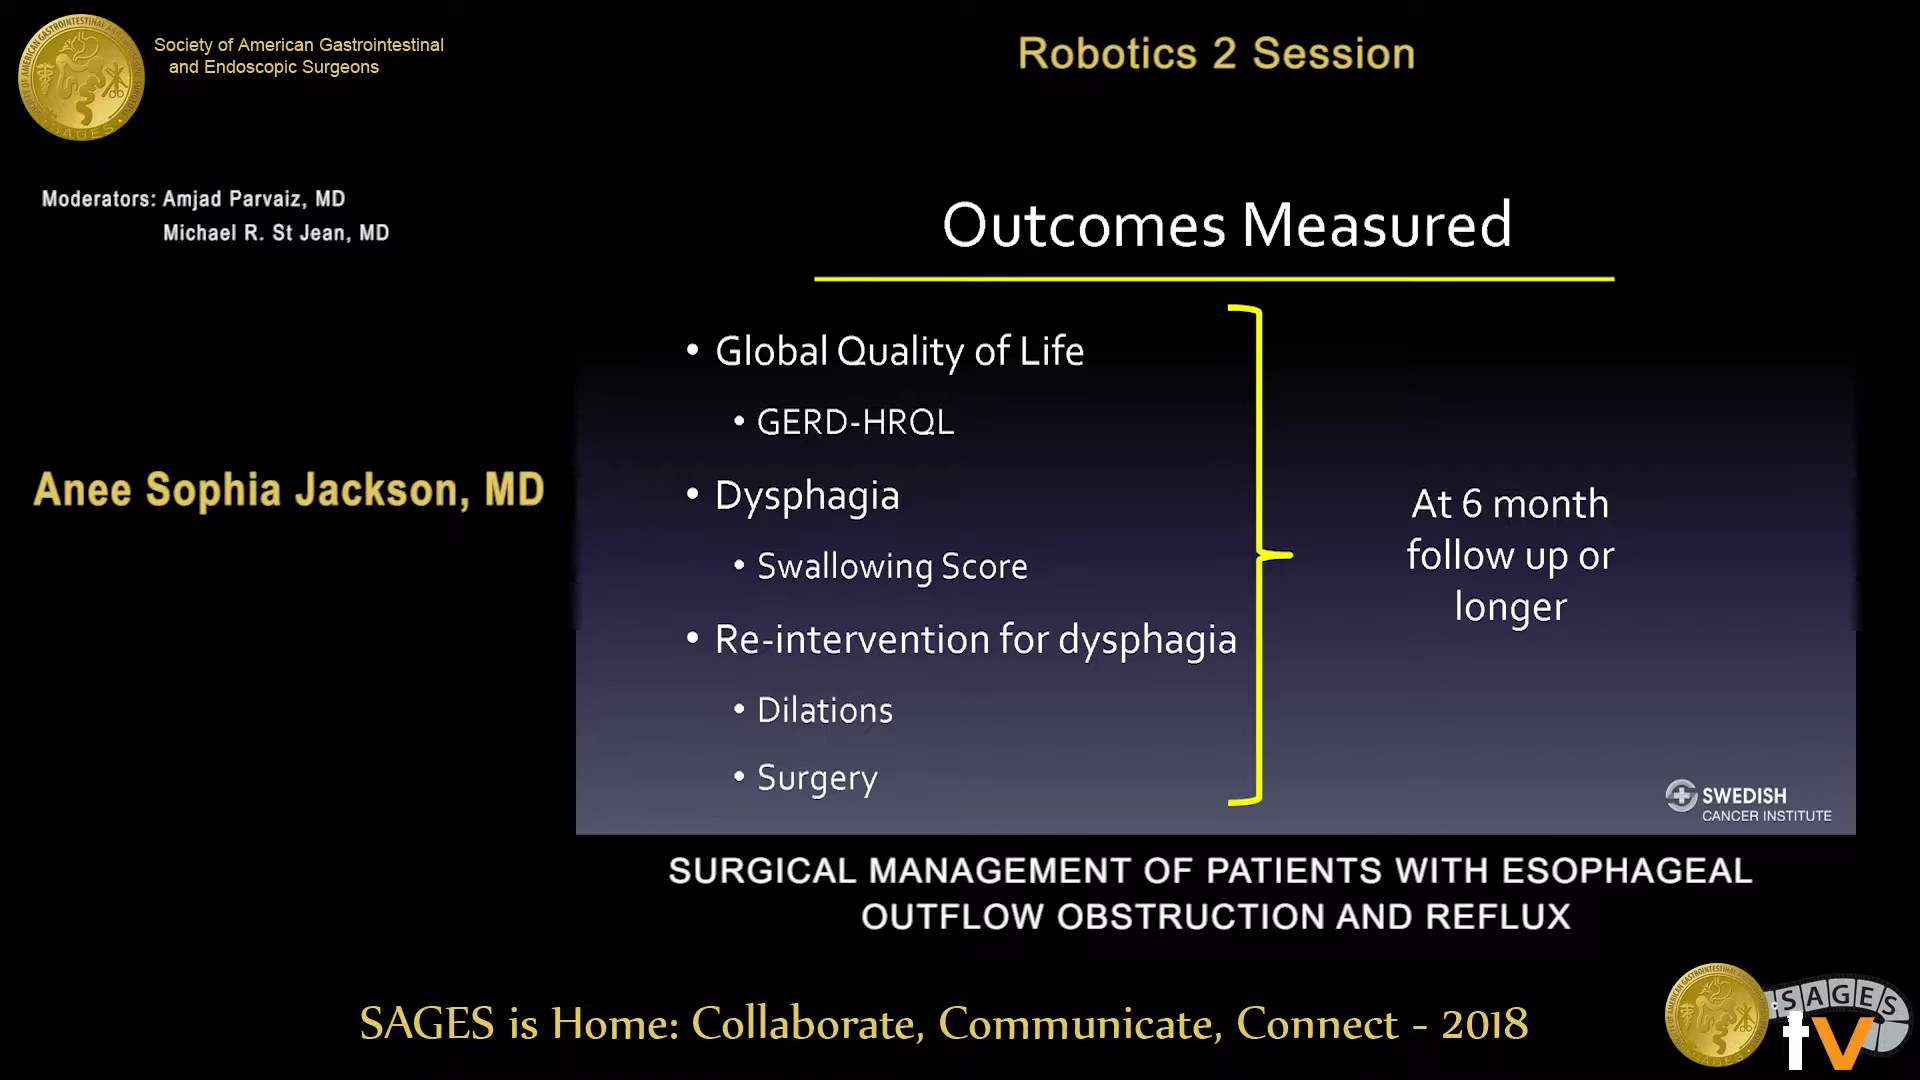 Society of American Gastrointestinal
and Endoscopic Surgeons
Robotics 2 Session
Moderators: Amjad Parvaiz, MD
Michael R. St Jean, MD
Anee Sophia Jackson, MD
Outcomes Measured
• Global Quality of Life
• GERD-HRQL
• Dysphagia
• Swallowing Score
• Re-intervention for dysphagia
• Dilations
• Surgery
At 6 month
follow up or
longer
SWEDISH
CANCER INSTITUTE
SURGICAL MANAGEMENT OF PATIENTS WITH ESOPHAGEAL
OUTFLOW OBSTRUCTION AND REFLUX
SAGES is Home: Collaborate, Communicate, Connect - 2018
SAGES
tv